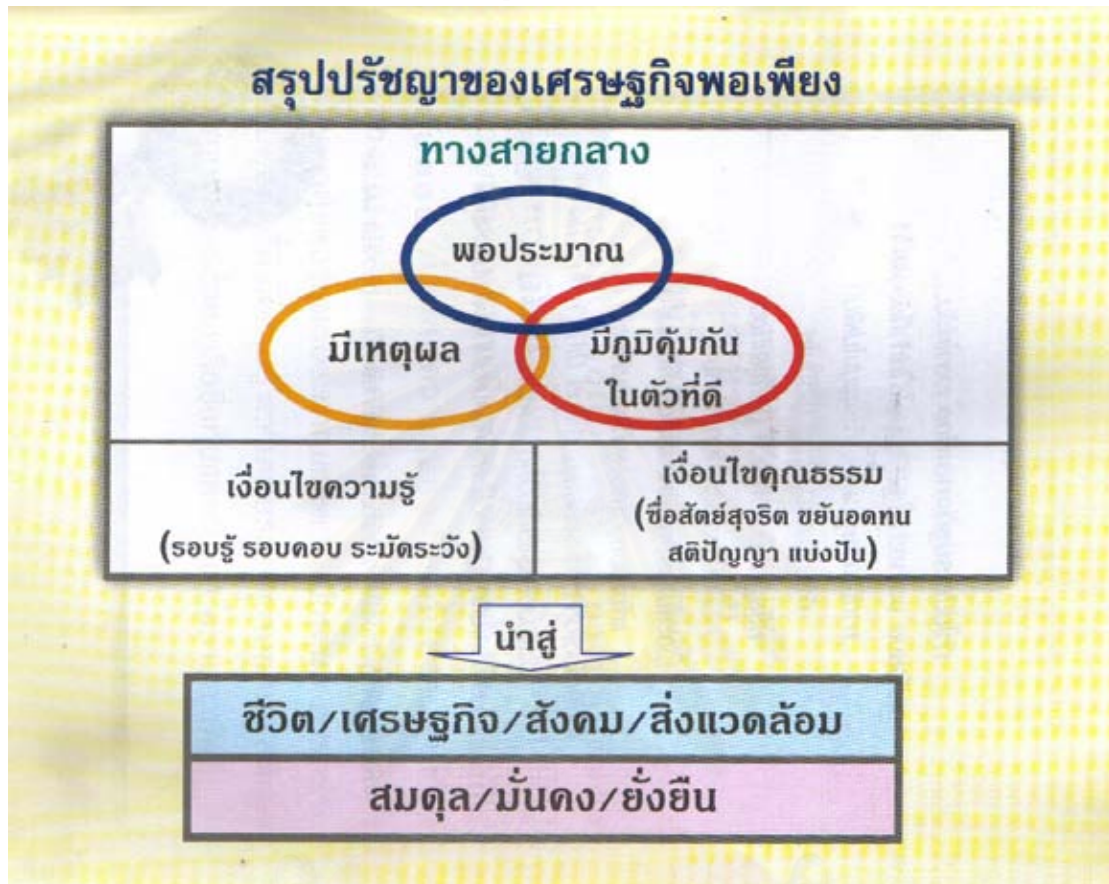 สรุปปรัชญาของเศรษฐกิจพอเพียง
ทางสายกลาง
พอประมาณ
มีเหตุผล
มีภูมิคุ้มกัน
ในตัวที่ดี
เงื่อนไขความรู้
(รอบรู้ รอบคอบ ระมัดระวัง)
เงื่อนไขคุณธรรม
(ซื่อสัตย์สุจริต ขยันอดทน
สติปัญญา แบ่งปัน)
นำสู่
ชีวิต/เศรษฐกิจ/สังคม/สิ่งแวดล้อม
สมดุล/มั่นคง/ยั่งยืน